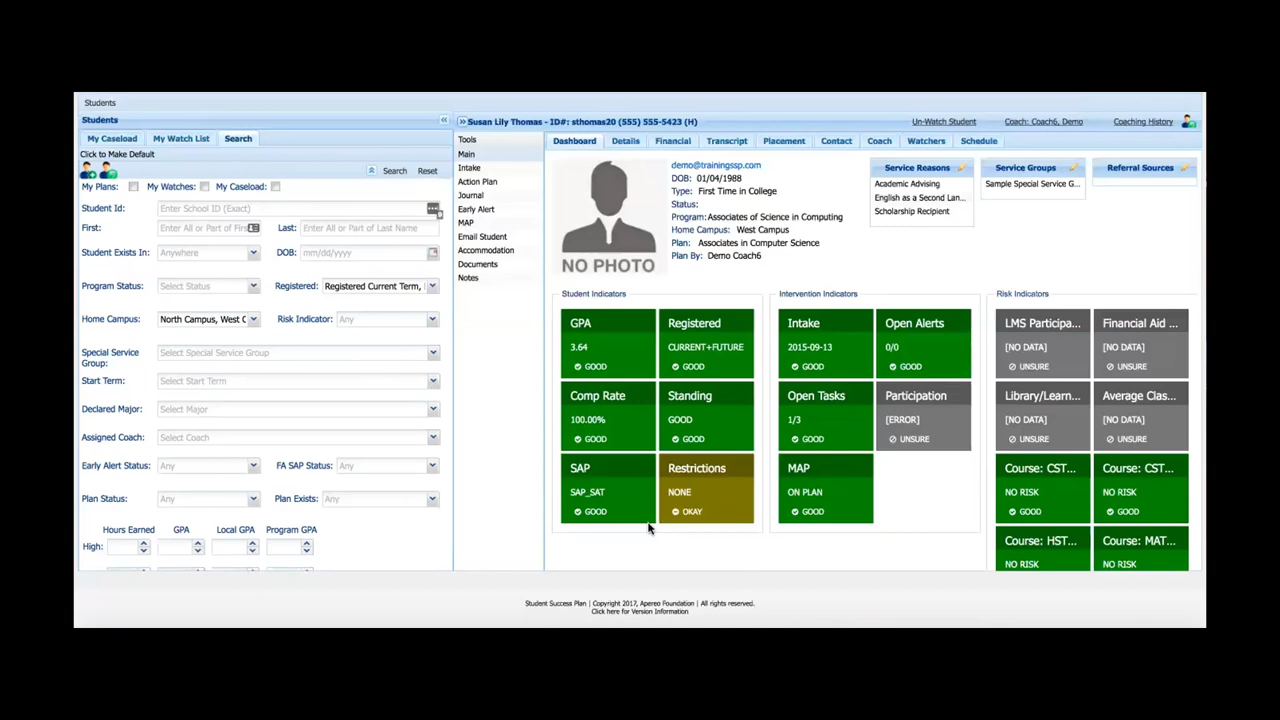 Students
Students
My Caseload
My Watch List
Search
Click to Make Default
Search
Reset
My Plans:
My Watches:
My Caseload:
Student Id:
Enter School ID (Exact)
First:
Enter All or Part of Firs
Last:
Enter All or Part of Last Name
Student Exists In:
Anywhere
DOB:
mm/dd/yyyy
Program Status:
Select Status
Registered:
Registered Current Term,
Home Campus:
North Campus, West C
Risk Indicator:
Any
Special Service
Group:
Select Special Service Group
Start Term:
Select Start Term
Declared Major:
Select Major
Assigned Coach:
Select Coach
Early Alert Status:
Any
FA SAP Status:
Any
Plan Status:
Any
Plan Exists:
Any
Hours Earned
GPA
Local GPA
Program GPA
High:
Susan Lily Thomas - ID#: sthomas20 (555) 555-5423 (H)
Un-Watch Student
Coach: Coach6, Demo
Coaching History
Tools
Main
Intake
Action Plan
Journal
Early Alert
MAP
Email Student
Accommodation
Documents
Notes
Dashboard
Details
Financial
Transcript
Placement
Contact
Coach
Watchers
Schedule
NO PHOTO
demo@trainingssp.com
DOB: 01/04/1988
Type: First Time in College
Status:
Program: Associates of Science in Computing
Home Campus: West Campus
Plan: Associates in Computer Science
Plan By: Demo Coach6
Service Reasons
Academic Advising
English as a Second Lan...
Scholarship Recipient
Service Groups
Sample Special Service G...
Referral Sources
Student Indicators
GPA
3.64
GOOD
Registered
CURRENT+FUTURE
GOOD
Comp Rate
100.00%
GOOD
Standing
GOOD
GOOD
SAP
SAP_SAT
GOOD
Restrictions
NONE
OKAY
Intervention Indicators
Intake
2015-09-13
GOOD
Open Alerts
0/0
GOOD
Open Tasks
1/3
GOOD
Participation
[ERROR]
UNSURE
MAP
ON PLAN
GOOD
Risk Indicators
LMS Participa...
[NO DATA]
UNSURE
Financial Aid ...
[NO DATA]
UNSURE
Library/Learn...
[NO DATA]
UNSURE
Average Clas...
[NO DATA]
UNSURE
Course: CST...
NO RISK
GOOD
Course: CST...
NO RISK
GOOD
Course: HST...
NO RISK
Course: MAT...
NO RISK
Student Success Plan | Copyright 2017, Apereo Foundation | All rights reserved.
Click here for Version Information